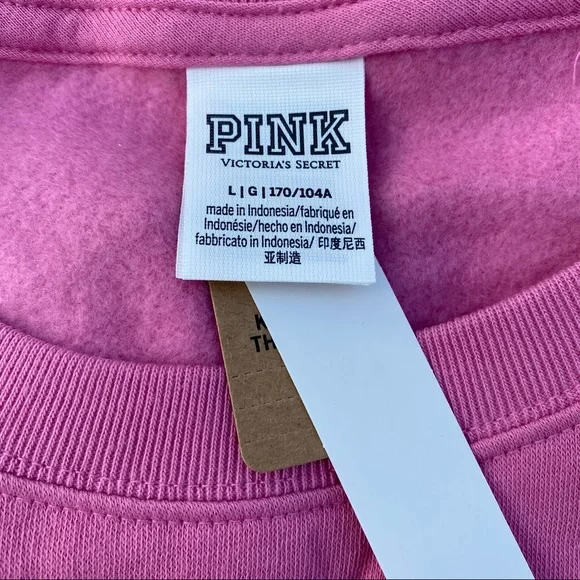 PINK
VICTORIA'S SECRET
L | G | 170/104A
made in Indonesia/fabriqué en
Indonésie/hecho en Indonesia/
fabbricato in Indonesia/ 印度尼西
亚制造
TH